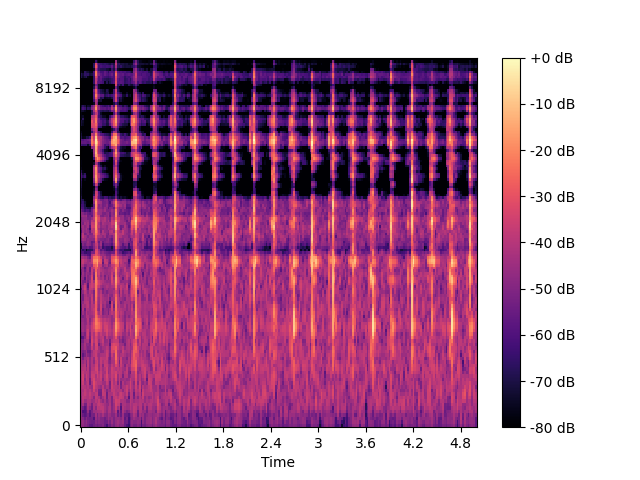 8192
4096
2048
1024
512
0
Hz
0 0.6 1.2 1.8 2.4 3 3.6 4.2 4.8
Time
+0 dB
-10 dB
-20 dB
-30 dB
-40 dB
-50 dB
-60 dB
-70 dB
-80 dB